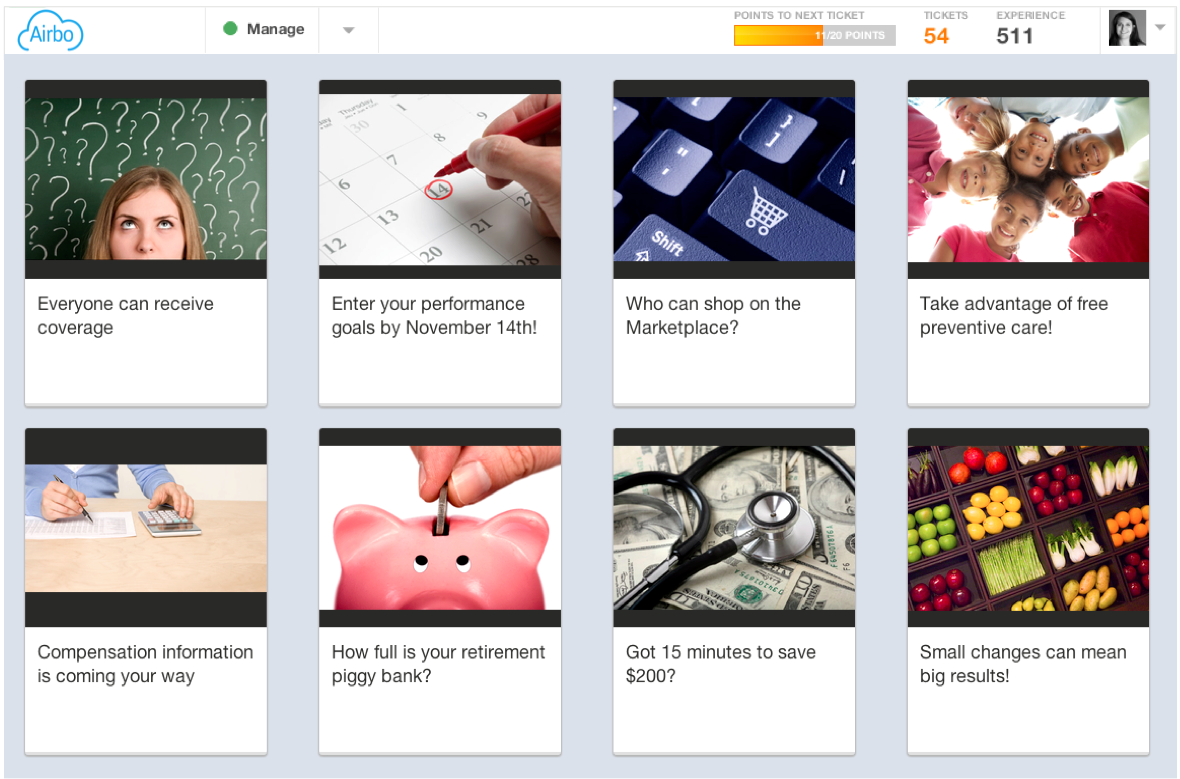 Airbo
Manage
POINTS TO NEXT TICKET
11/20 POINTS
TICKETS
54
EXPERIENCE
511
Thursday
30
1
6
7
8
9
12
13
14
20
21
28
Shift
Everyone can receive
coverage
Enter your performance
goals by November 14th!
Who can shop on the
Marketplace?
Take advantage of free
preventive care!
Compensation information
is coming your way
How full is your retirement
piggy bank?
Got 15 minutes to save
$200?
Small changes can mean
big results!